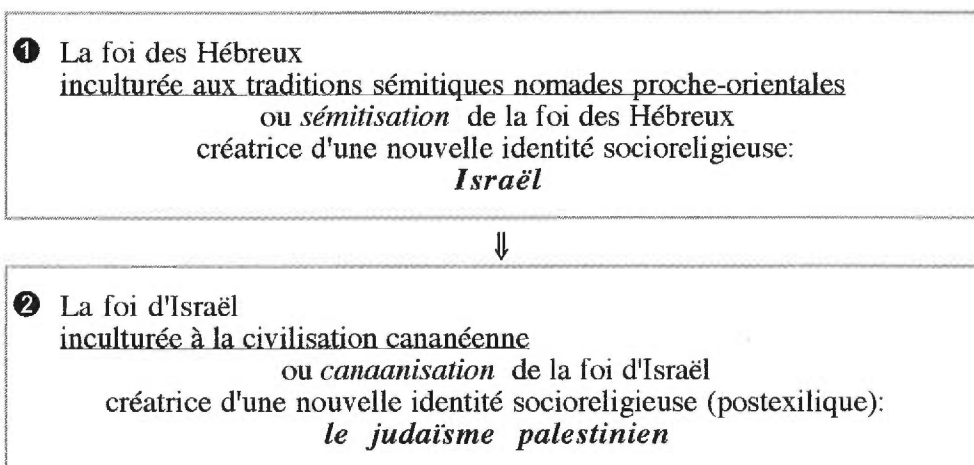 ❶ La foi des Hébreux
inculturée aux traditions sémitiques nomades proche-orientales
ou sémitisation de la foi des Hébreux
créatrice d'une nouvelle identité socioreligieuse:
Israël
⇓
❷ La foi d'Israël
inculturée à la civilisation cananéenne
ou canaanisation de la foi d'Israël
créatrice d'une nouvelle identité socioreligieuse (postexilique):
le judaïsme palestinien